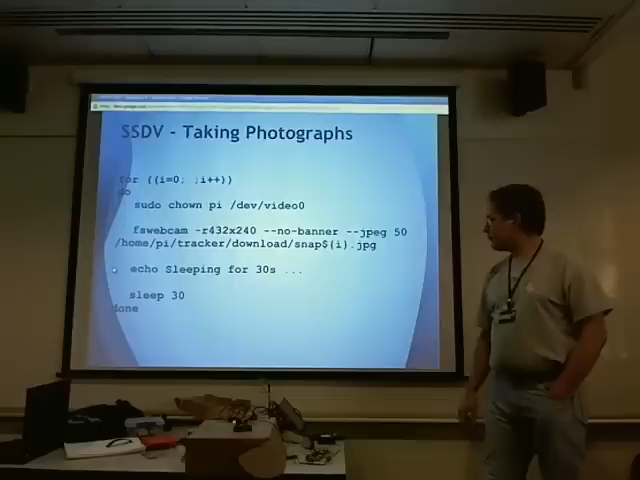 SSDV - Taking Photographs
for ((i=0; ;i++))
do
sudo chown pi /dev/video0
fswebcam -r432x240 --no-banner --jpeg 50
/home/pi/tracker/download/snap${i}.jpg
echo Sleeping for 30s ...
sleep 30
done